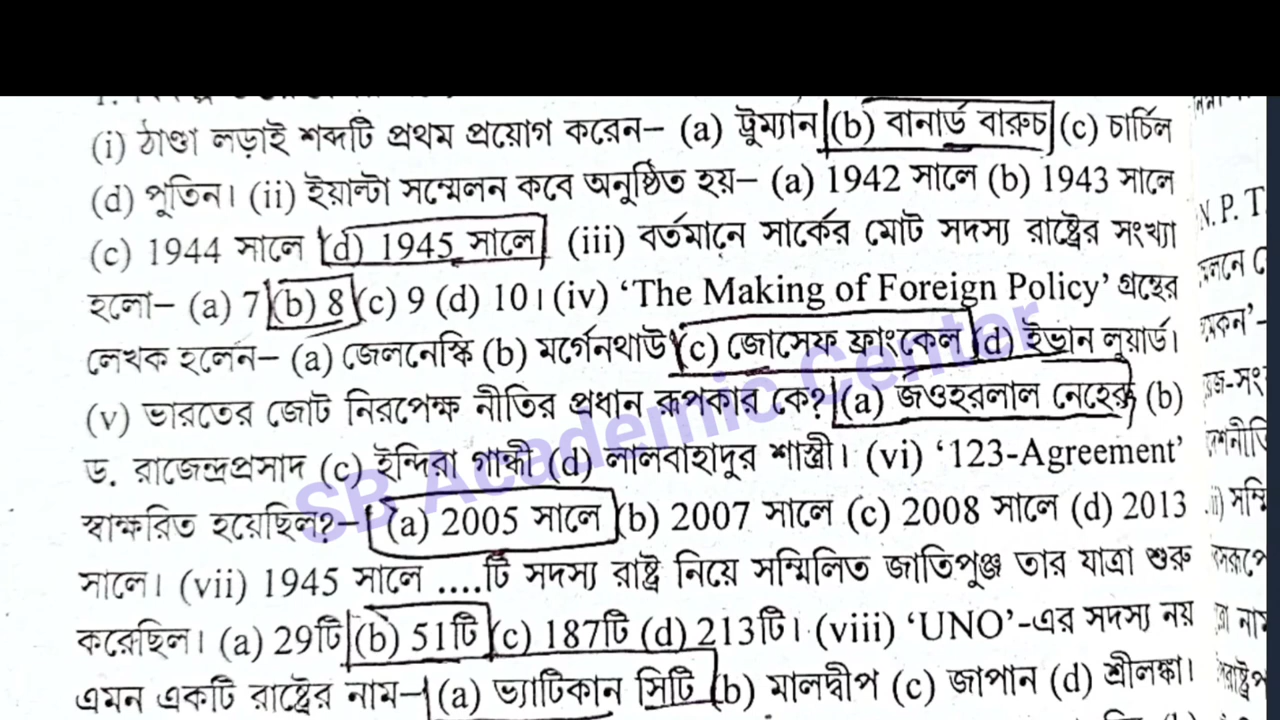 (i) ঠাণ্ডা লড়াই শব্দটি প্রথম প্রয়োগ করেন– (a) ট্রুম্যান (b) বানার্ড বারুচ (c) চার্চিল
(d) পুতিন। (ii) ইয়াল্টা সম্মেলন কবে অনুষ্ঠিত হয়– (a) 1942 সালে (b) 1943 সালে
(c) 1944 সালে (d) 1945 সালে (iii) বর্তমানে সার্কের মোট সদস্য রাষ্ট্রের সংখ্যা
হলো– (a) 7 (b) 8 (c) 9 (d) 10। (iv) ‘The Making of Foreign Policy’ গ্রন্থের
লেখক হলেন– (a) জেলনেস্কি (b) মর্গেনথাউ (c) জোসেফ ফ্রাংকেল (d) ইভান লুয়ার্ড।
(v) ভারতের জোট নিরপেক্ষ নীতির প্রধান রূপকার কে? (a) জওহরলাল নেহেরু (b)
ড. রাজেন্দ্রপ্রসাদ (c) ইন্দিরা গান্ধী (d) লালবাহাদুর শাস্ত্রী। (vi) ‘123-Agreement’
স্বাক্ষরিত হয়েছিল?– (a) 2005 সালে (b) 2007 সালে (c) 2008 সালে (d) 2013
সালে। (vii) 1945 সালে ....টি সদস্য রাষ্ট্র নিয়ে সম্মিলিত জাতিপুঞ্জ তার যাত্রা শুরু
করেছিল। (a) 29টি (b) 51টি (c) 187টি (d) 213টি। (viii) ‘UNO’-এর সদস্য নয়
এমন একটি রাষ্ট্রের নাম– (a) ভ্যাটিকান সিটি (b) মালদ্বীপ (c) জাপান (d) শ্রীলঙ্কা।
SB Academic Center
N. P. T